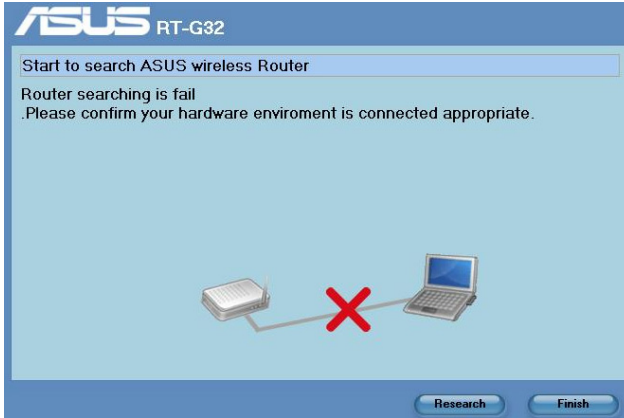 ASUS RT-G32
Start to search ASUS wireless Router
Router searching is fail
.Please confirm your hardware enviroment is connected appropriate.
Research Finish